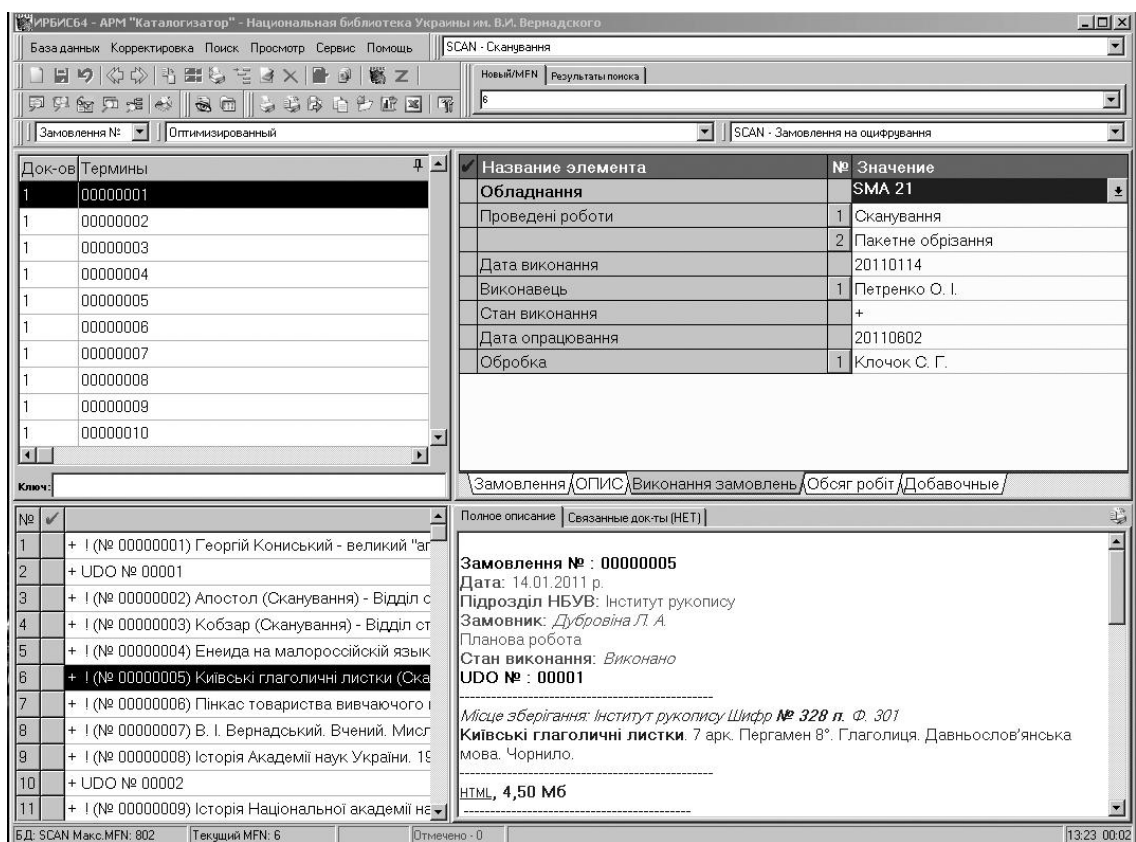 ИРБИС64 - АРМ "Каталогизатор" - Национальная библиотека Украины им. В.И. Вернадского
База данных Корректировка Поиск Просмотр Сервис Помощь
SCAN - Сканування
Новый/MFN Результаты поиска
6
Замовлення №
Оптимизированный
SCAN - Замовлення на оцифрування
Док-ов Термины
1 00000001
1 00000002
1 00000003
1 00000004
1 00000005
1 00000006
1 00000007
1 00000008
1 00000009
1 00000010
Ключ:
Название элемента № Значение
Обладнання SMA 21
Проведені роботи 1 Сканування
2 Пакетне обрізання
Дата виконання 20110114
Виконавець 1 Петренко О. І.
Стан виконання +
Дата опрацювання 20110602
Обробка 1 Клочок С. Г.
Замовлення ОПИС Виконання замовлень Обсяг робіт Добавочные
№
1 + ! (№ 00000001) Георгій Кониський - великий "аг
2 + UDO № 00001
3 + ! (№ 00000002) Апостол (Сканування) - Відділ с
4 + ! (№ 00000003) Кобзар (Сканування) - Відділ ст
5 + ! (№ 00000004) Енеида на малороссійскій язык
6 + ! (№ 00000005) Київські глаголичні листки (Ска
7 + ! (№ 00000006) Пінкас товариства вивчаючого
8 + ! (№ 00000007) В. І. Вернадський. Вчений. Мисл
9 + ! (№ 00000008) Історія Академії наук України. 19
10 + UDO № 00002
11 + ! (№ 00000009) Історія Національної академії на
Полное описание Связанные док-ты (НЕТ)
Замовлення № : 00000005
Дата: 14.01.2011 р.
Підрозділ НБУВ: Інститут рукопису
Замовник: Дубровіна Л. А.
Планова робота
Стан виконання: Виконано
UDO № : 00001
Місце зберігання: Інститут рукопису Шифр № 328 п. Ф. 301
Київські глаголичні листки. 7 арк. Пергамен 8°. Глаголиця. Давньослов'янська
мова. Чорнило.
HTML, 4,50 Мб
БД: SCAN Макс.MFN: 802 Текущий MFN: 6 Отмечено - 0 13:23 00:02